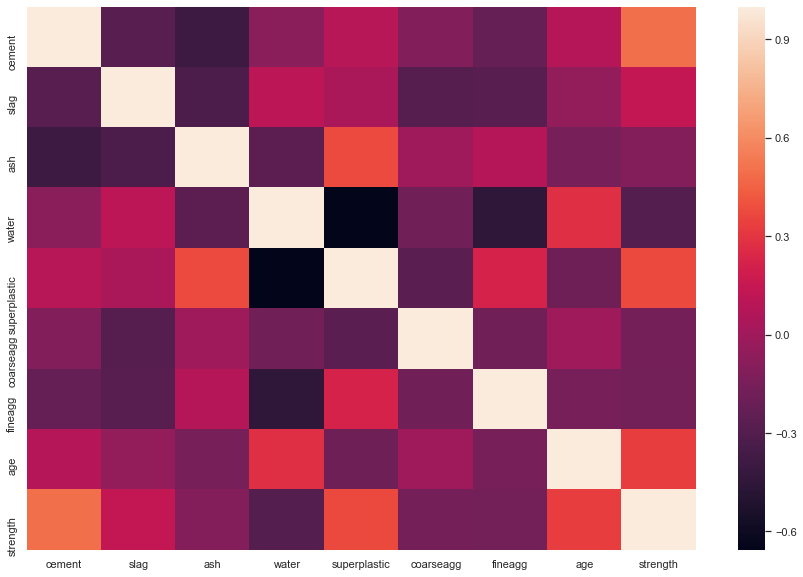 cement
slag
ash
water
superplastic
coarseagg
fineagg
age
strength
cement slag ash water superplastic coarseagg fineagg age strength
0.9
0.6
0.3
0.0
−0.3
−0.6